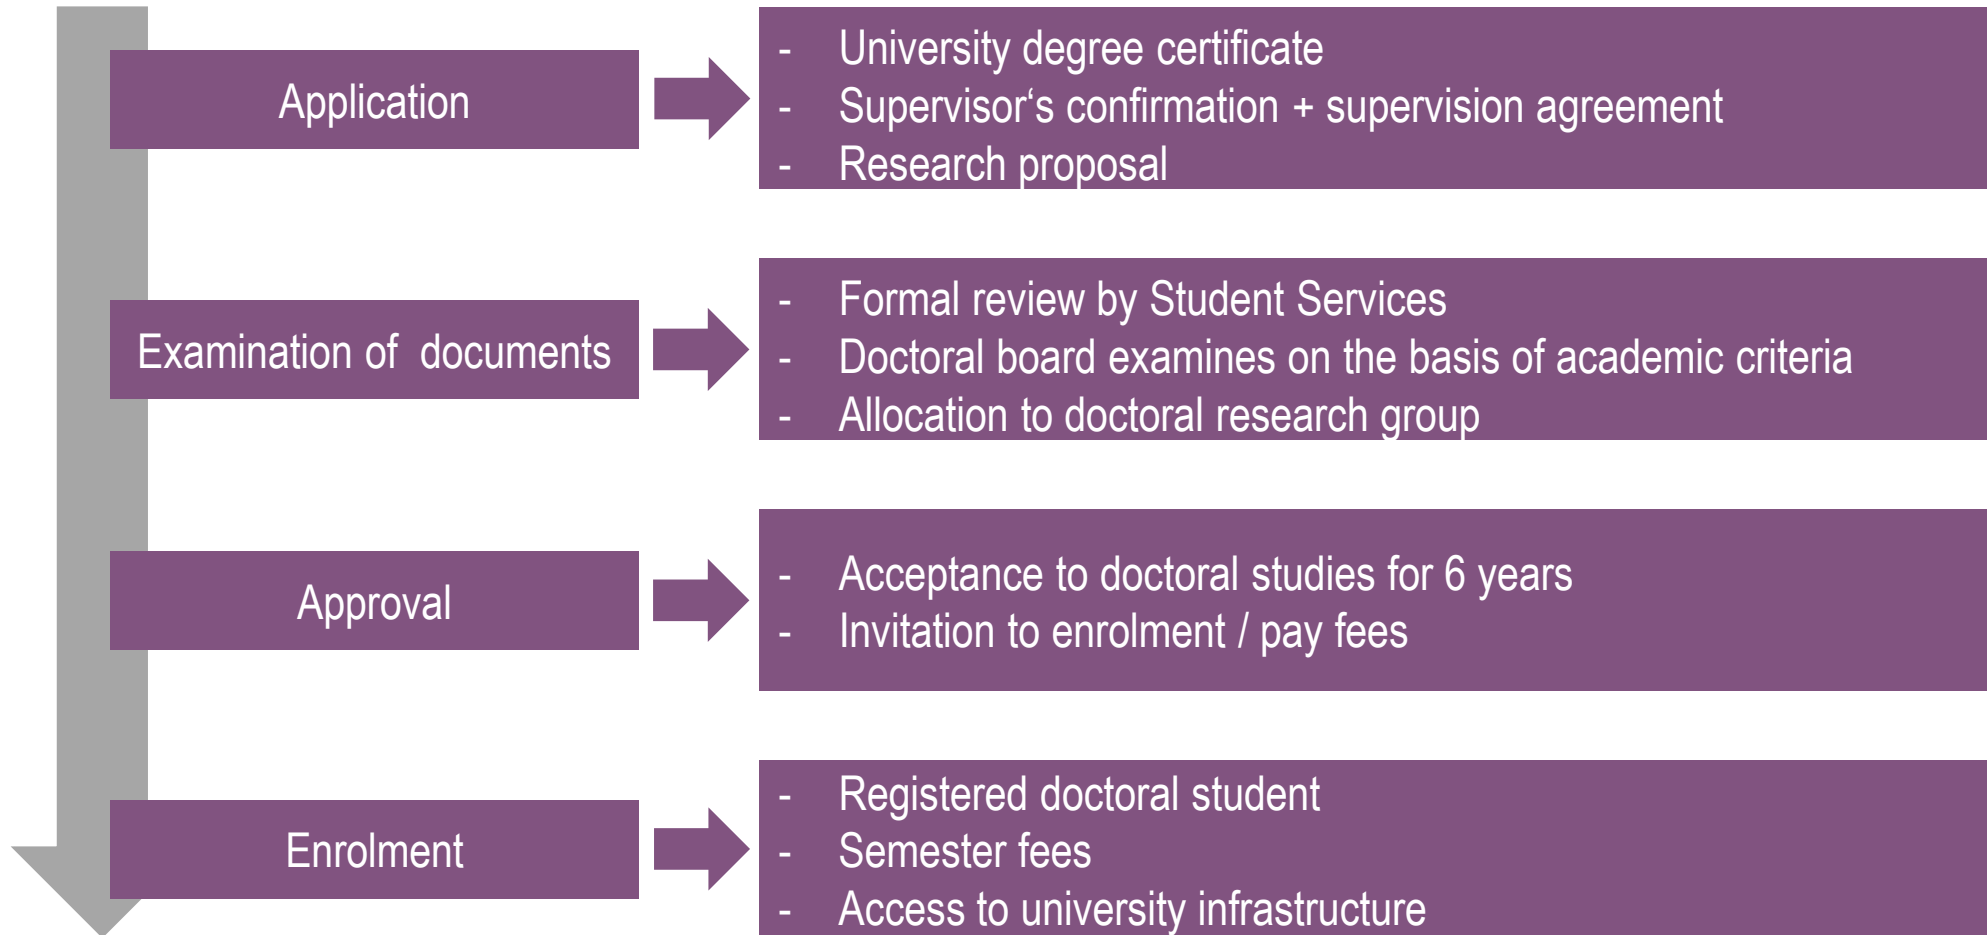 Application
- University degree certificate
- Supervisor‘s confirmation + supervision agreement
- Research proposal
Examination of  documents
- Formal review by Student Services
- Doctoral board examines on the basis of academic criteria
- Allocation to doctoral research group
Approval
- Acceptance to doctoral studies for 6 years
- Invitation to enrolment / pay fees
Enrolment
- Registered doctoral student
- Semester fees
- Access to university infrastructure